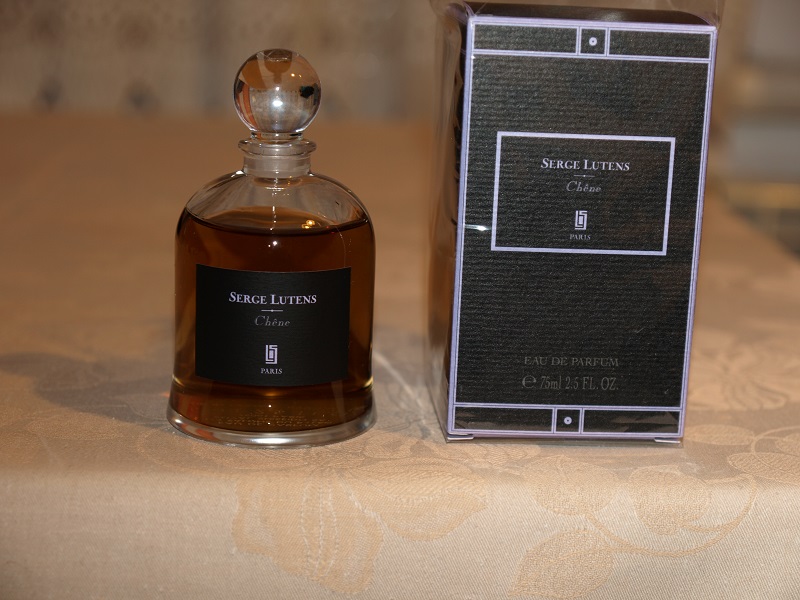 SERGE LUTENS
Chêne
PARIS
SERGE LUTENS
Chêne
PARIS
EAU DE PARFUM
℮ 75ml 2.5 FL. OZ.